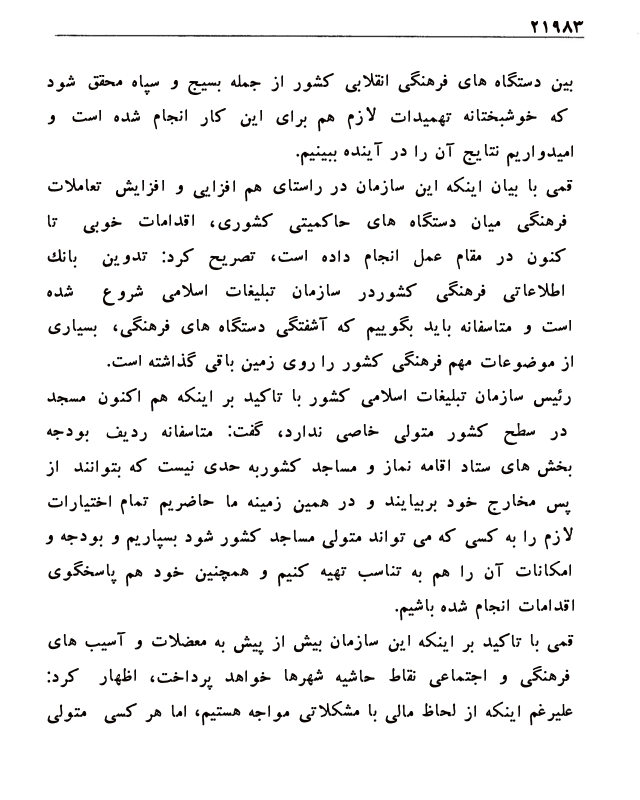 ۲۱۹۸۳
بین دستگاه های فرهنگی انقلابی کشور از جمله بسیج و سپاه محقق شود
که خوشبختانه تهمیدات لازم هم برای این کار انجام شده است و
امیدواریم نتایج آن را در آینده ببینیم.
قمی با بیان اینکه این سازمان در راستای هم افزایی و افزایش تعاملات
فرهنگی میان دستگاه های حاکمیتی کشوری، اقدامات خوبی تا
کنون در مقام عمل انجام داده است، تصریح کرد: تدوین بانك
اطلاعاتی فرهنگی کشوردر سازمان تبلیغات اسلامی شروع شده
است و متاسفانه باید بگوییم که آشفتگی دستگاه های فرهنگی، بسیاری
از موضوعات مهم فرهنگی کشور را روی زمین باقی گذاشته است.
رئیس سازمان تبلیغات اسلامی کشور با تاکید بر اینکه هم اکنون مسجد
در سطح کشور متولی خاصی ندارد، گفت: متاسفانه ردیف بودجه
بخش های ستاد اقامه نماز و مساجد کشوربه حدی نیست که بتوانند از
پس مخارج خود بربیایند و در همین زمینه ما حاضریم تمام اختیارات
لازم را به کسی که می تواند متولی مساجد کشور شود بسپاریم و بودجه و
امکانات آن را هم به تناسب تهیه کنیم و همچنین خود هم پاسخگوی
اقدامات انجام شده باشیم.
قمی با تاکید بر اینکه این سازمان بیش از پیش به معضلات و آسیب های
فرهنگی و اجتماعی نقاط حاشیه شهرها خواهد پرداخت، اظهار کرد:
علیرغم اینکه از لحاظ مالی با مشکلاتی مواجه هستیم، اما هر کسی متولی